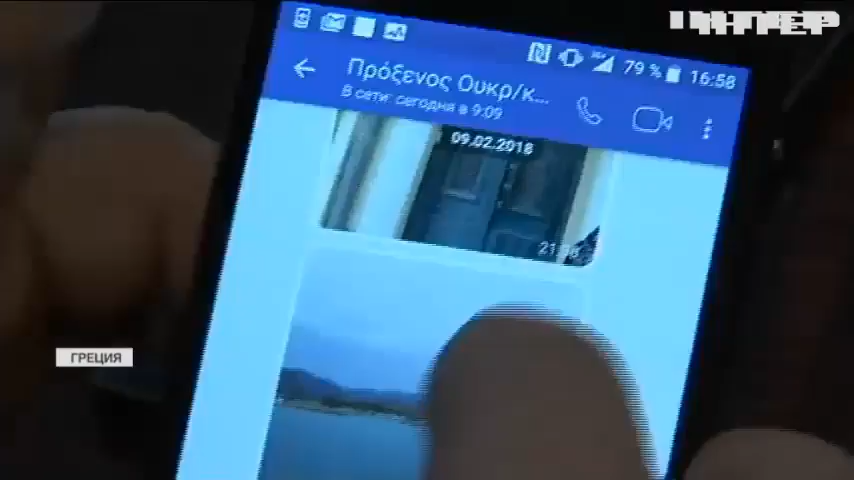 ІНТЕР
79 % 16:58
Πρόξενος Ουκρ/κ...
В сети: сегодня в 9:09
09.02.2018
ГРЕЦИЯ